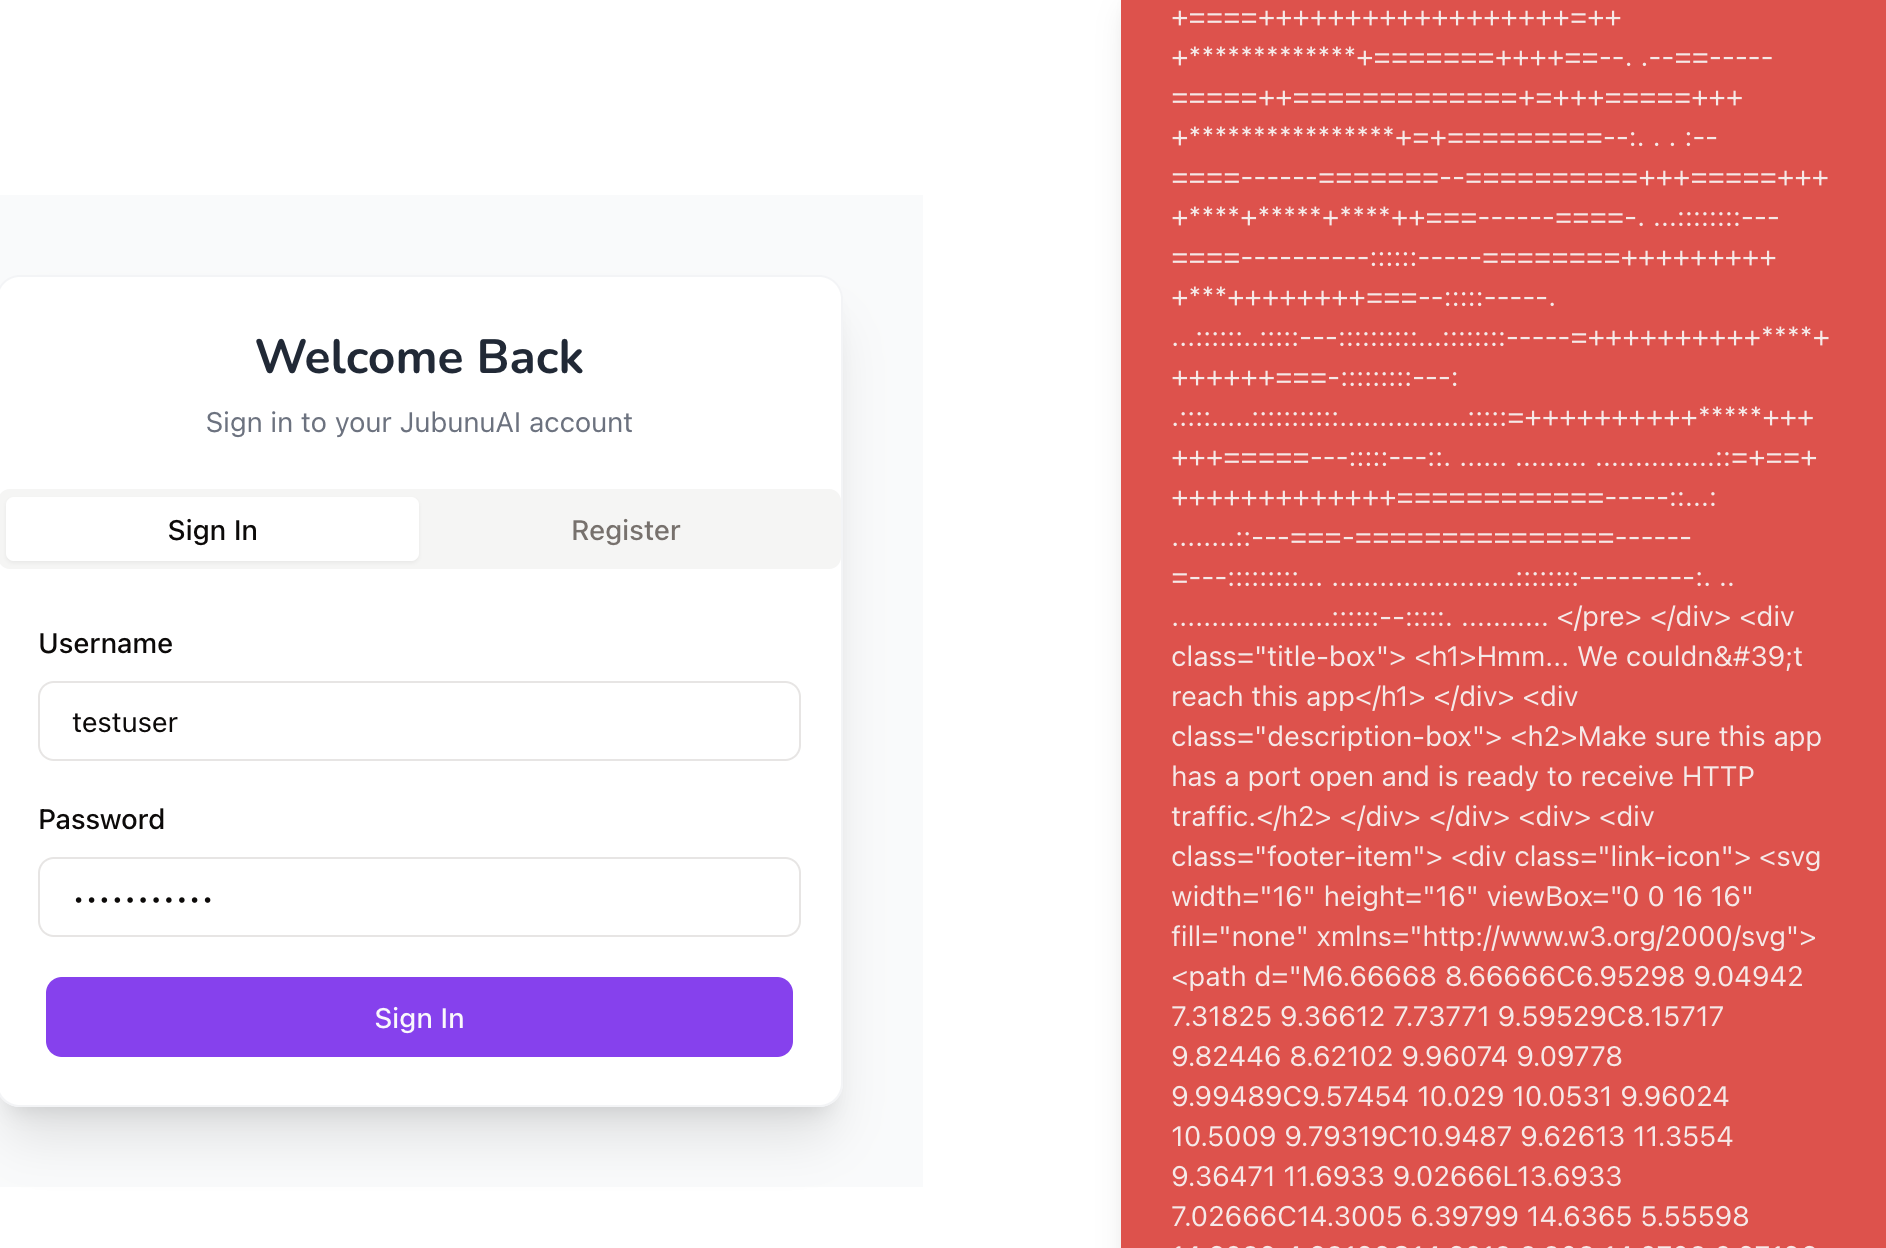 Welcome Back
Sign in to your JubunuAI account
Sign In
Register
Username
testuser
Password
•••••••••••
Sign In
+====++++++++++++++++++=++
+*************+=======++++==--. .--==-----
=====++=============+=+++=====+++
+****************+=+=========--:. . . :--
====------=======--==========+++=====+++
+****+*****+****++===------====-. ...::::::::---
====----------::::::-----========+++++++++
+***++++++++===--:::::-----.
...::::::..:::::---::::::::::...::::::::-----=++++++++++****+
++++++===-:::::::::---:
.::::.....:::::::::::................:::::=++++++++++*****+++
+++=====---:::::---::. ...... ......... ...............::=+==+
+++++++++++++============-----::...:
........::---===-===============------
=---:::::::::... .......................::::::::---------:. ..
....................::::::--:::::. ........... </pre> </div> <div
class="title-box"> <h1>Hmm... We couldn&#39;t
reach this app</h1> </div> <div
class="description-box"> <h2>Make sure this app
has a port open and is ready to receive HTTP
traffic.</h2> </div> </div> <div> <div
class="footer-item"> <div class="link-icon"> <svg
width="16" height="16" viewBox="0 0 16 16"
fill="none" xmlns="http://www.w3.org/2000/svg">
<path d="M6.66668 8.66666C6.95298 9.04942
7.31825 9.36612 7.73771 9.59529C8.15717
9.82446 8.62102 9.96074 9.09778
9.99489C9.57454 10.029 10.0531 9.96024
10.5009 9.79319C10.9487 9.62613 11.3554
9.36471 11.6933 9.02666L13.6933
7.02666C14.3005 6.39799 14.6365 5.55598